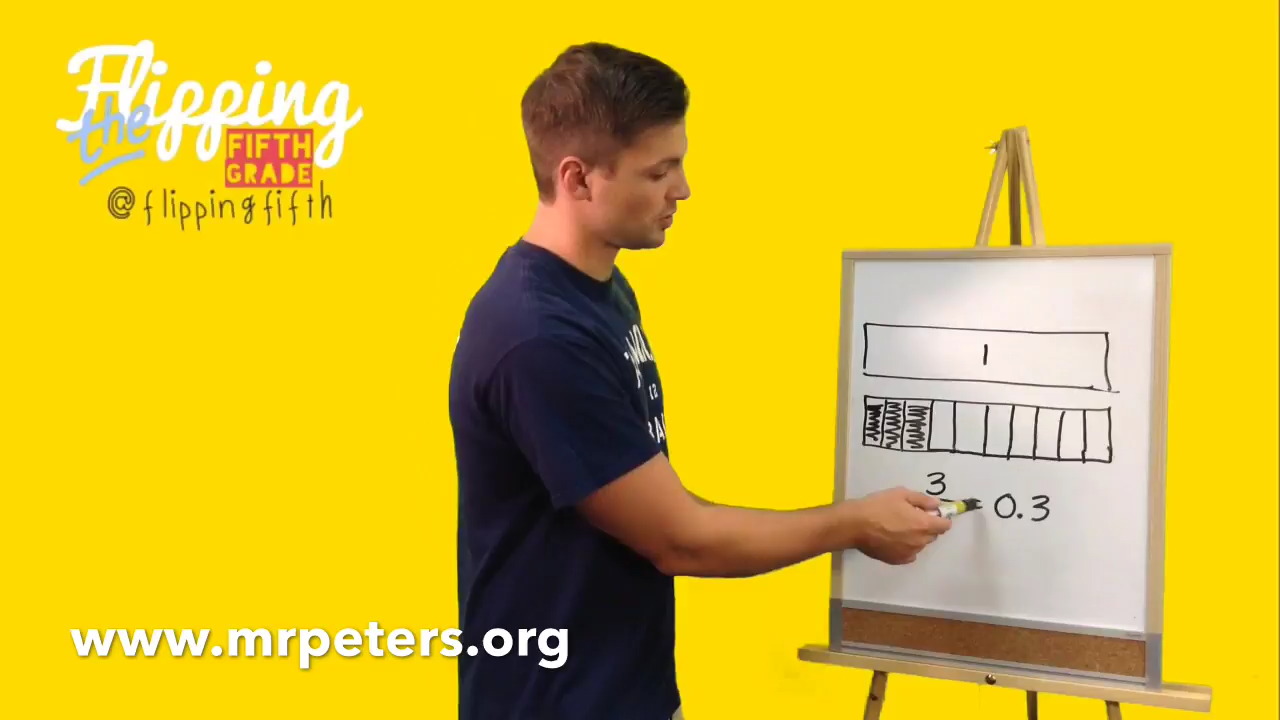 Flipping
the
FIFTH
GRADE
@flippingfifth
1
3
= 0.3
www.mrpeters.org